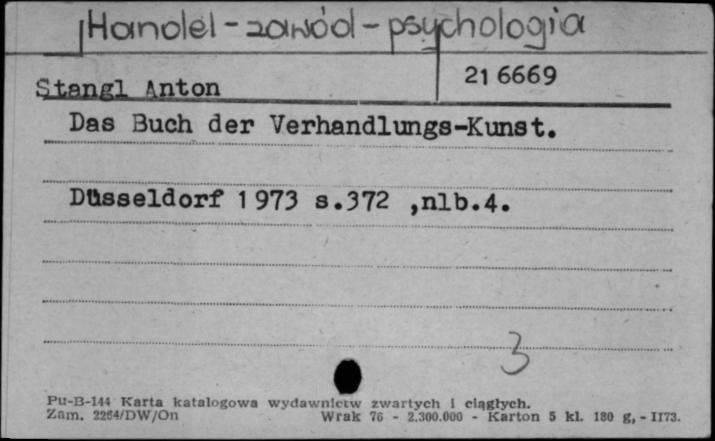 Handel - zawód - psychologia
Stangl Anton
21 6669
Das Buch der Verhandlungs-Kunst.
Düsseldorf 1973 s.372 ,nlb.4.
3
Pu-B-144 Karta katalogowa wydawnictw zwartych i ciągłych.
Zam. 2264/DW/On Wrak 76 - 2.300.000 - Karton 5 kl. 180 g, - II73.